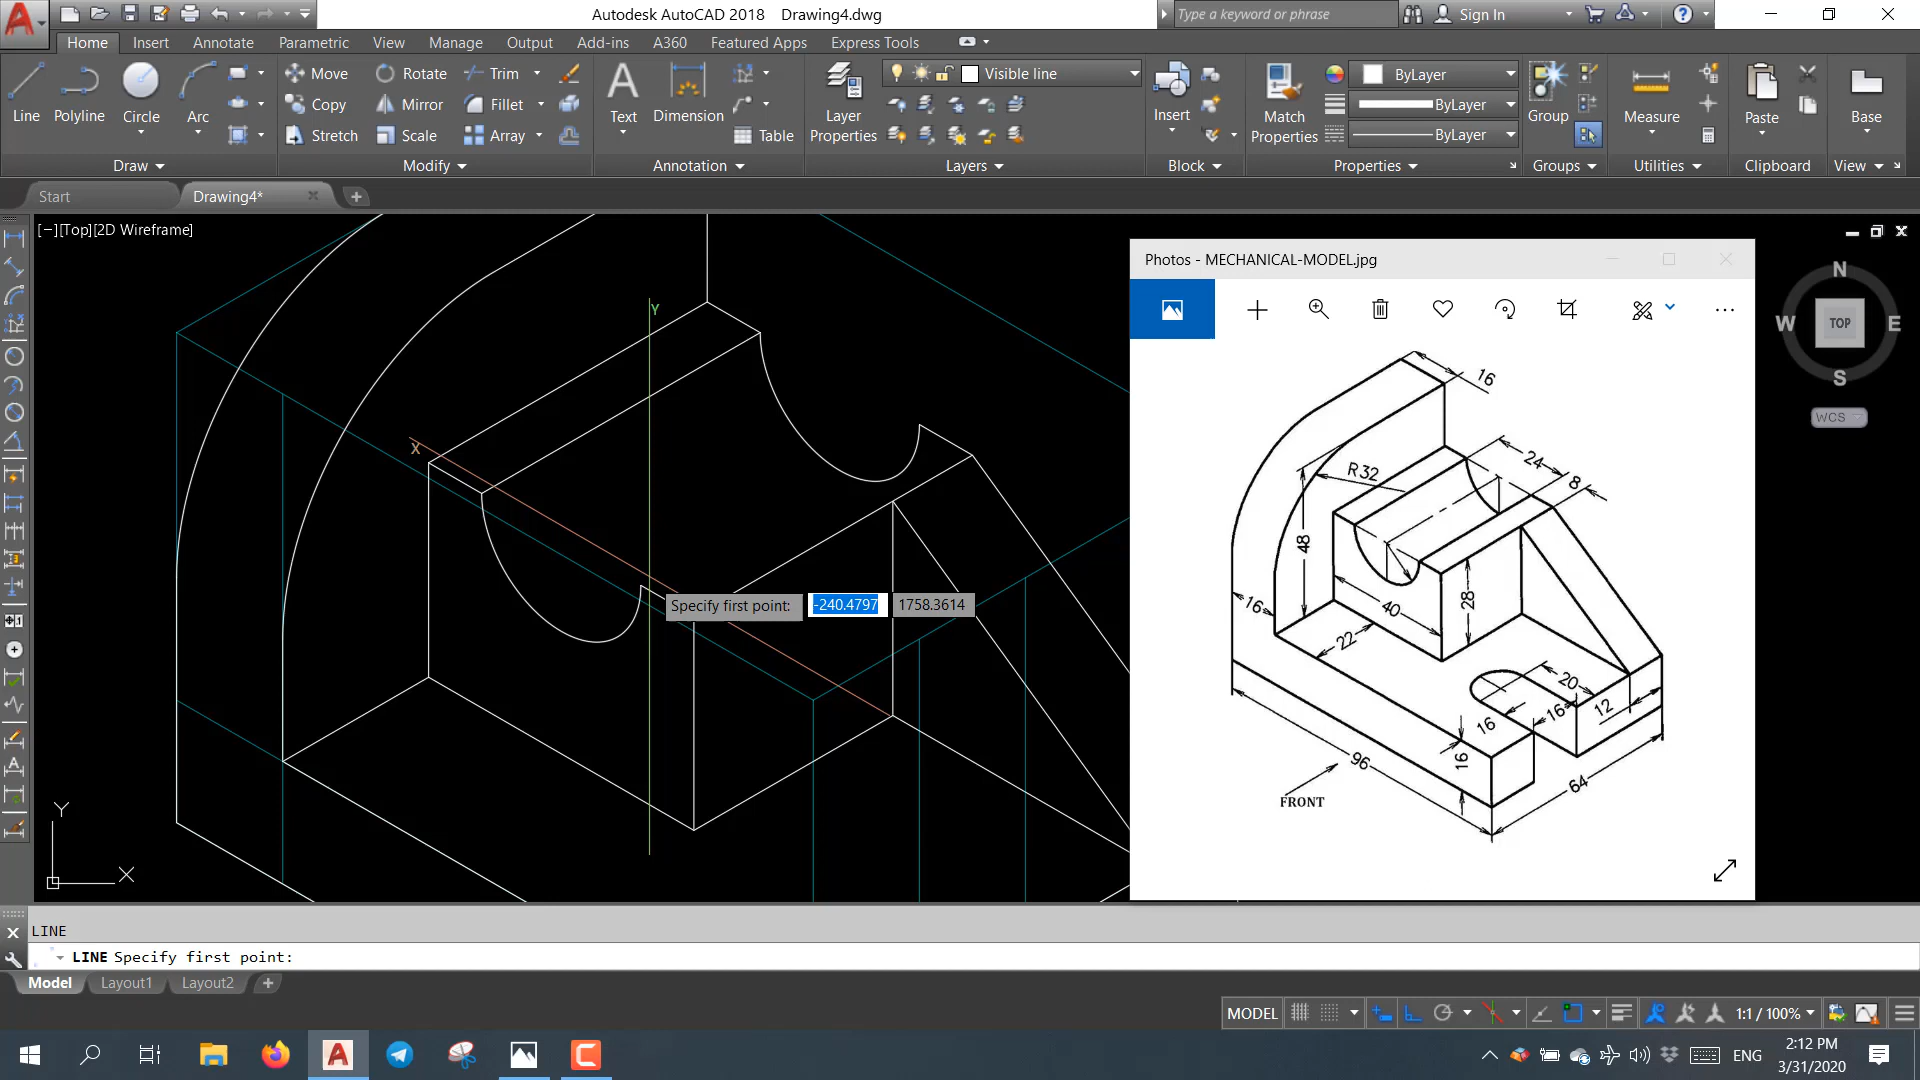 Autodesk AutoCAD 2018 Drawing4.dwg
Type a keyword or phrase
Sign In
Home Insert Annotate Parametric View Manage Output Add-ins A360 Featured Apps Express Tools
Line Polyline Circle Arc
Move Rotate Trim
Copy Mirror Fillet
Stretch Scale Array
Text Dimension Table
Layer Properties
Visible line
Insert
Match Properties
ByLayer
ByLayer
ByLayer
Group
Measure
Paste
Base
Draw Modify Annotation Layers Block Properties Groups Utilities Clipboard View
Start Drawing4*
[−][Top][2D Wireframe]
Y
X
Specify first point: -240.4797 1758.3614
Photos - MECHANICAL-MODEL.jpg
16
24
8
R32
48
16
40
28
22
20
16
12
16
16
96
64
FRONT
N
W TOP E
S
WCS
Y
X
LINE
LINE Specify first point:
Model Layout1 Layout2
MODEL 1:1 / 100%
ENG
2:12 PM
3/31/2020